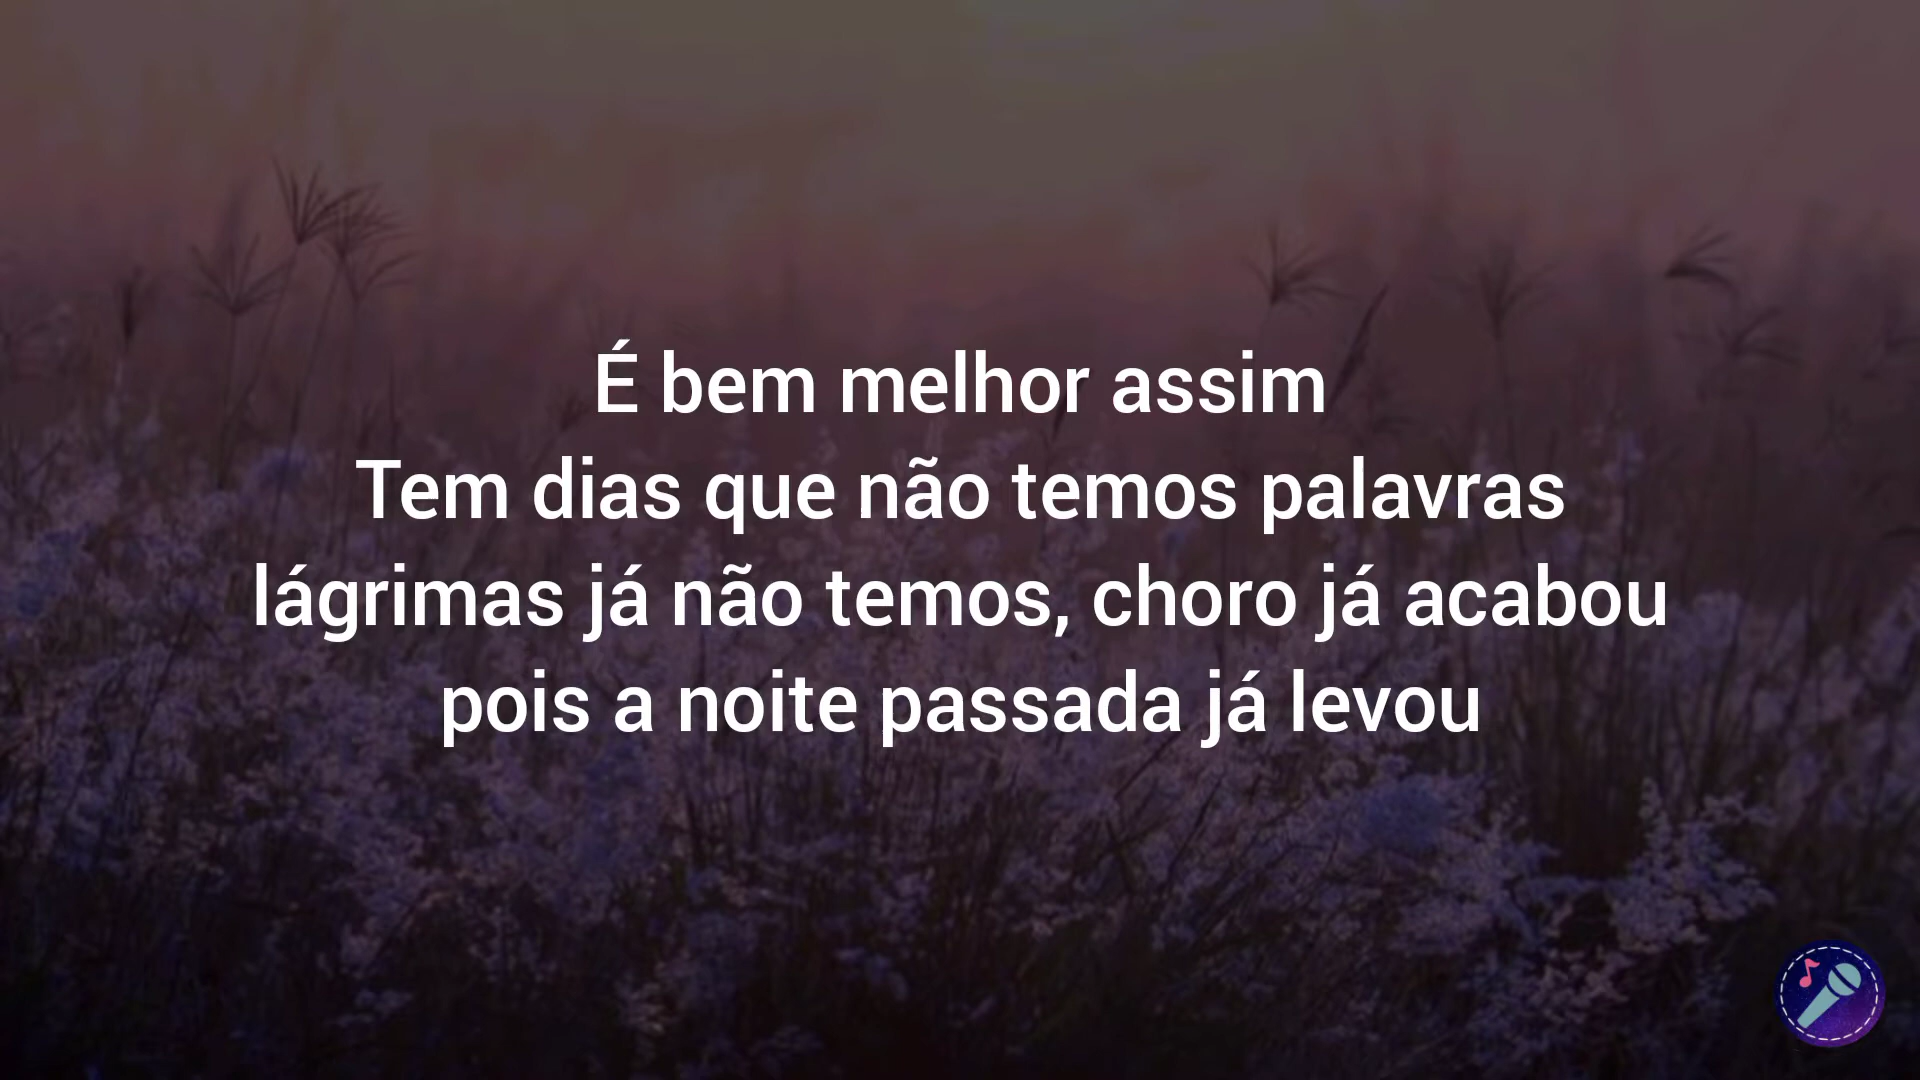 É bem melhor assim
Tem dias que não temos palavras
lágrimas já não temos, choro já acabou
pois a noite passada já levou